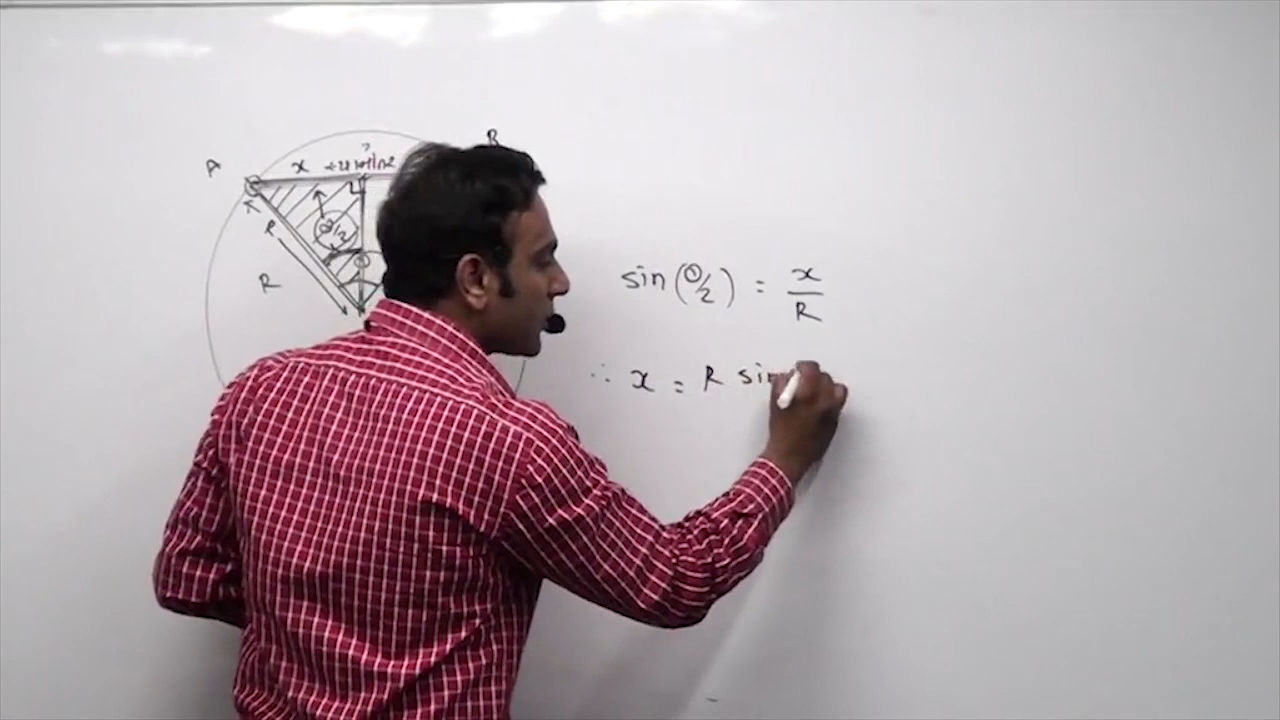 A
B
x
R
R
sin(θ/2) = x/R
∴ x = R sin